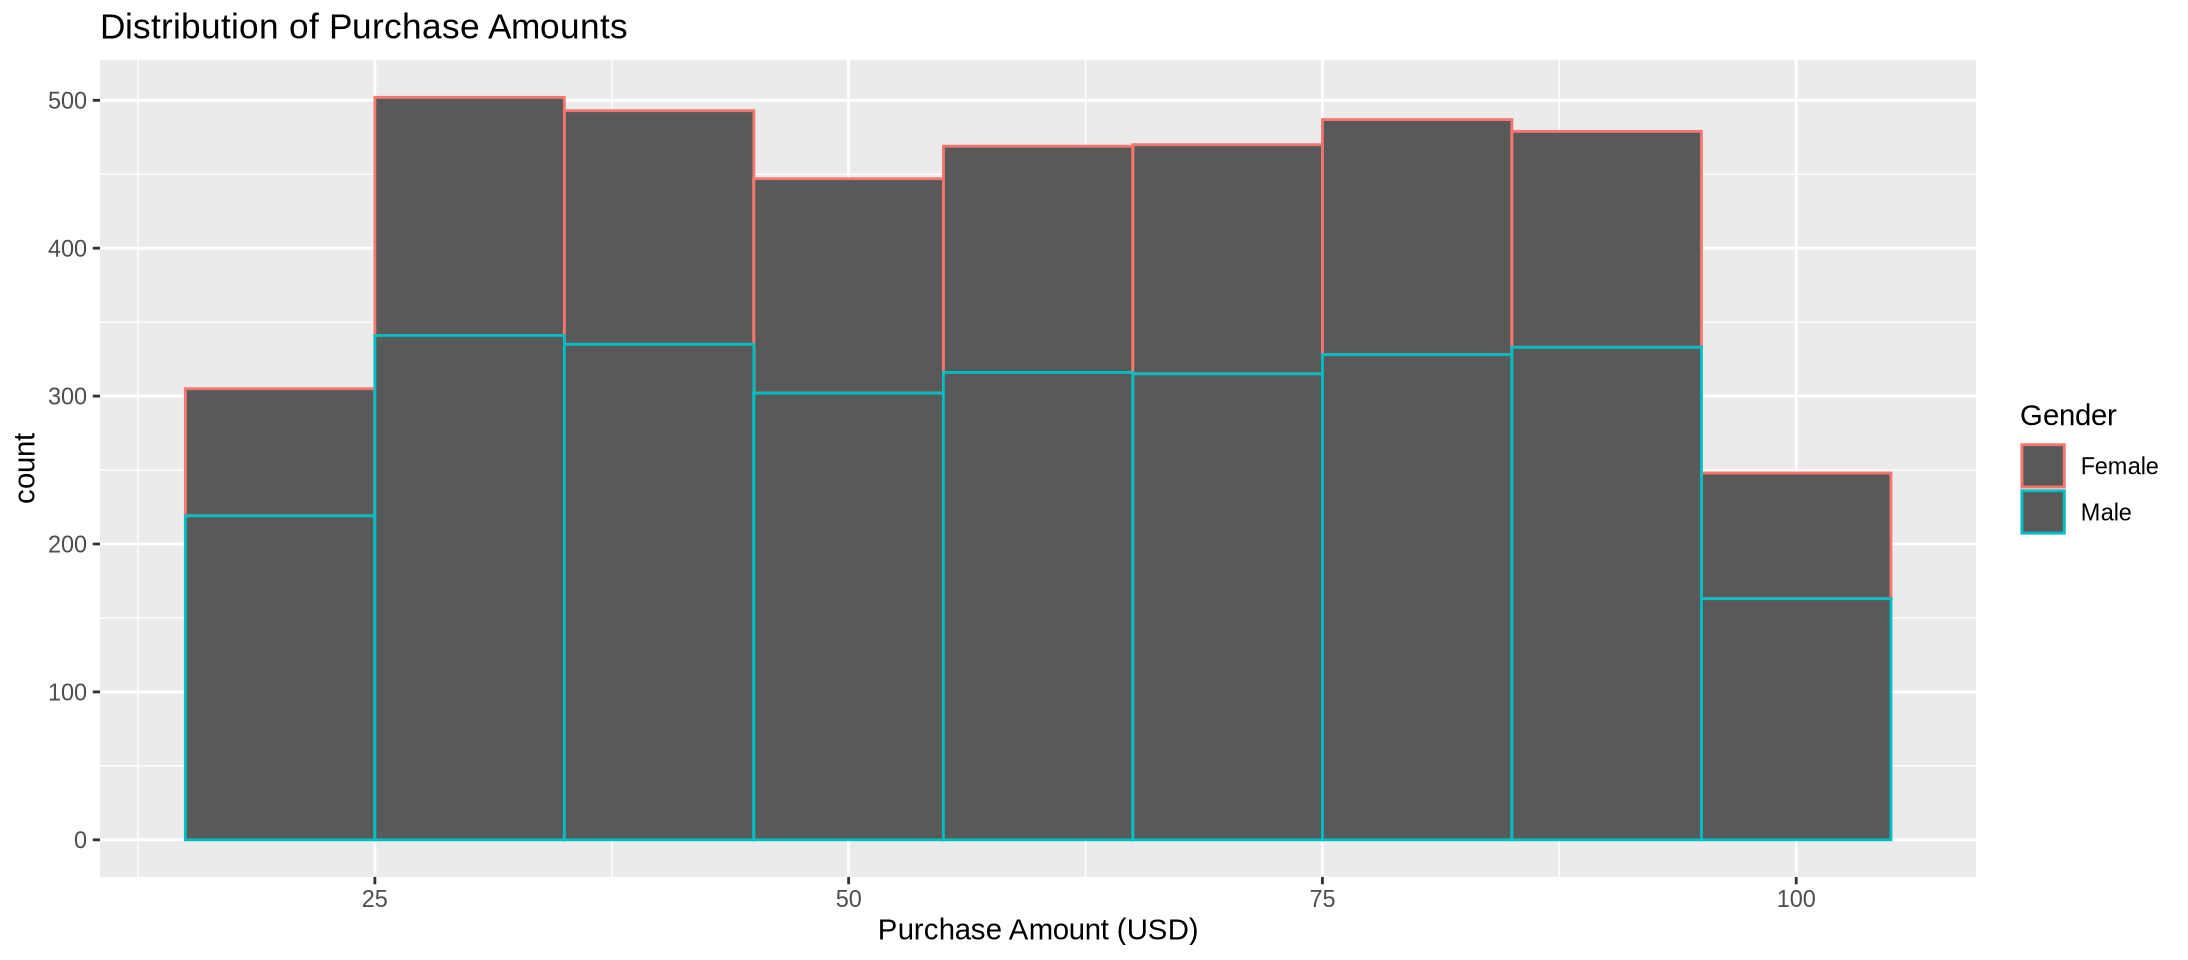 Distribution of Purchase Amounts
count
500
400
300
200
100
0
25 50 75 100
Purchase Amount (USD)
Gender
Female
Male